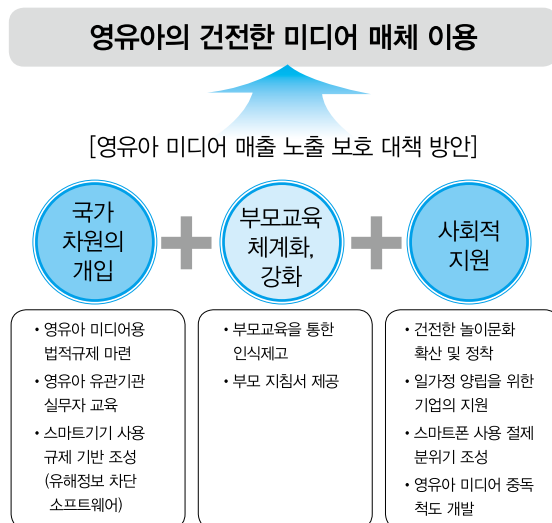 영유아의 건전한 미디어 매체 이용
[영유아 미디어 매출 노출 보호 대책 방안]
국가
차원의
개입
부모교육
체계화,
강화
사회적
지원
• 영유아 미디어용
법적규제 마련
• 영유아 유관기관
실무자 교육
• 스마트기기 사용
규제 기반 조성
(유해정보 차단
소프트웨어)
• 부모교육을 통한
인식제고
• 부모 지침서 제공
• 건전한 놀이문화
확산 및 정착
• 일가정 양립을 위한
기업의 지원
• 스마트폰 사용 절제
분위기 조성
• 영유아 미디어 중독
척도 개발